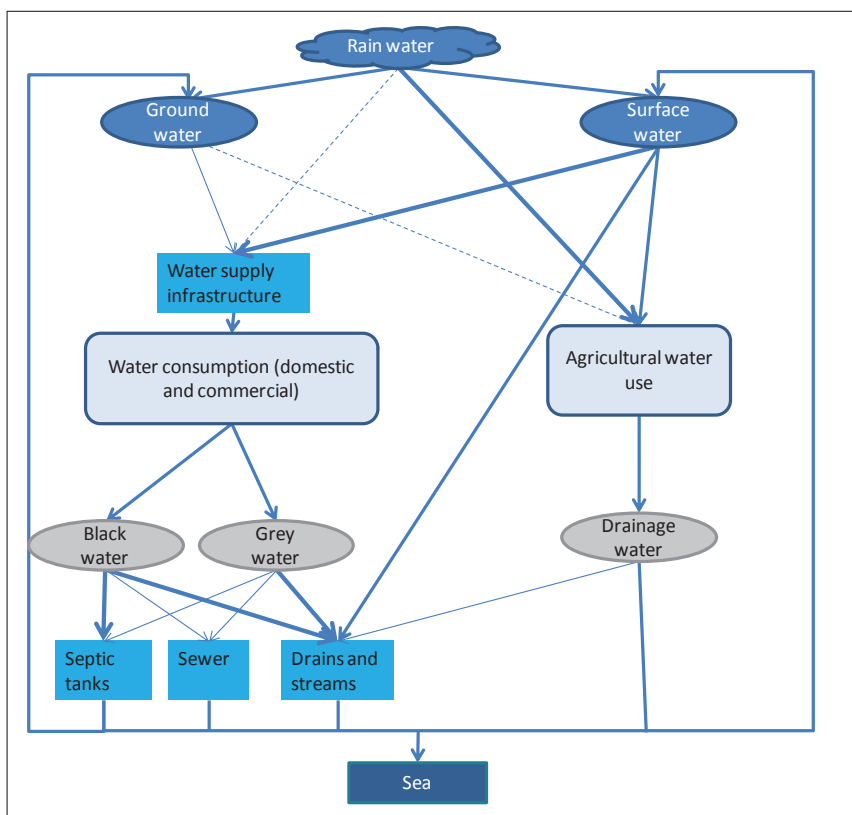 Rain water
Ground
water
Surface
water
Water supply
infrastructure
Water consumption (domestic
and commercial)
Agricultural water
use
Black
water
Grey
water
Drainage
water
Septic
tanks
Sewer
Drains and
streams
Sea